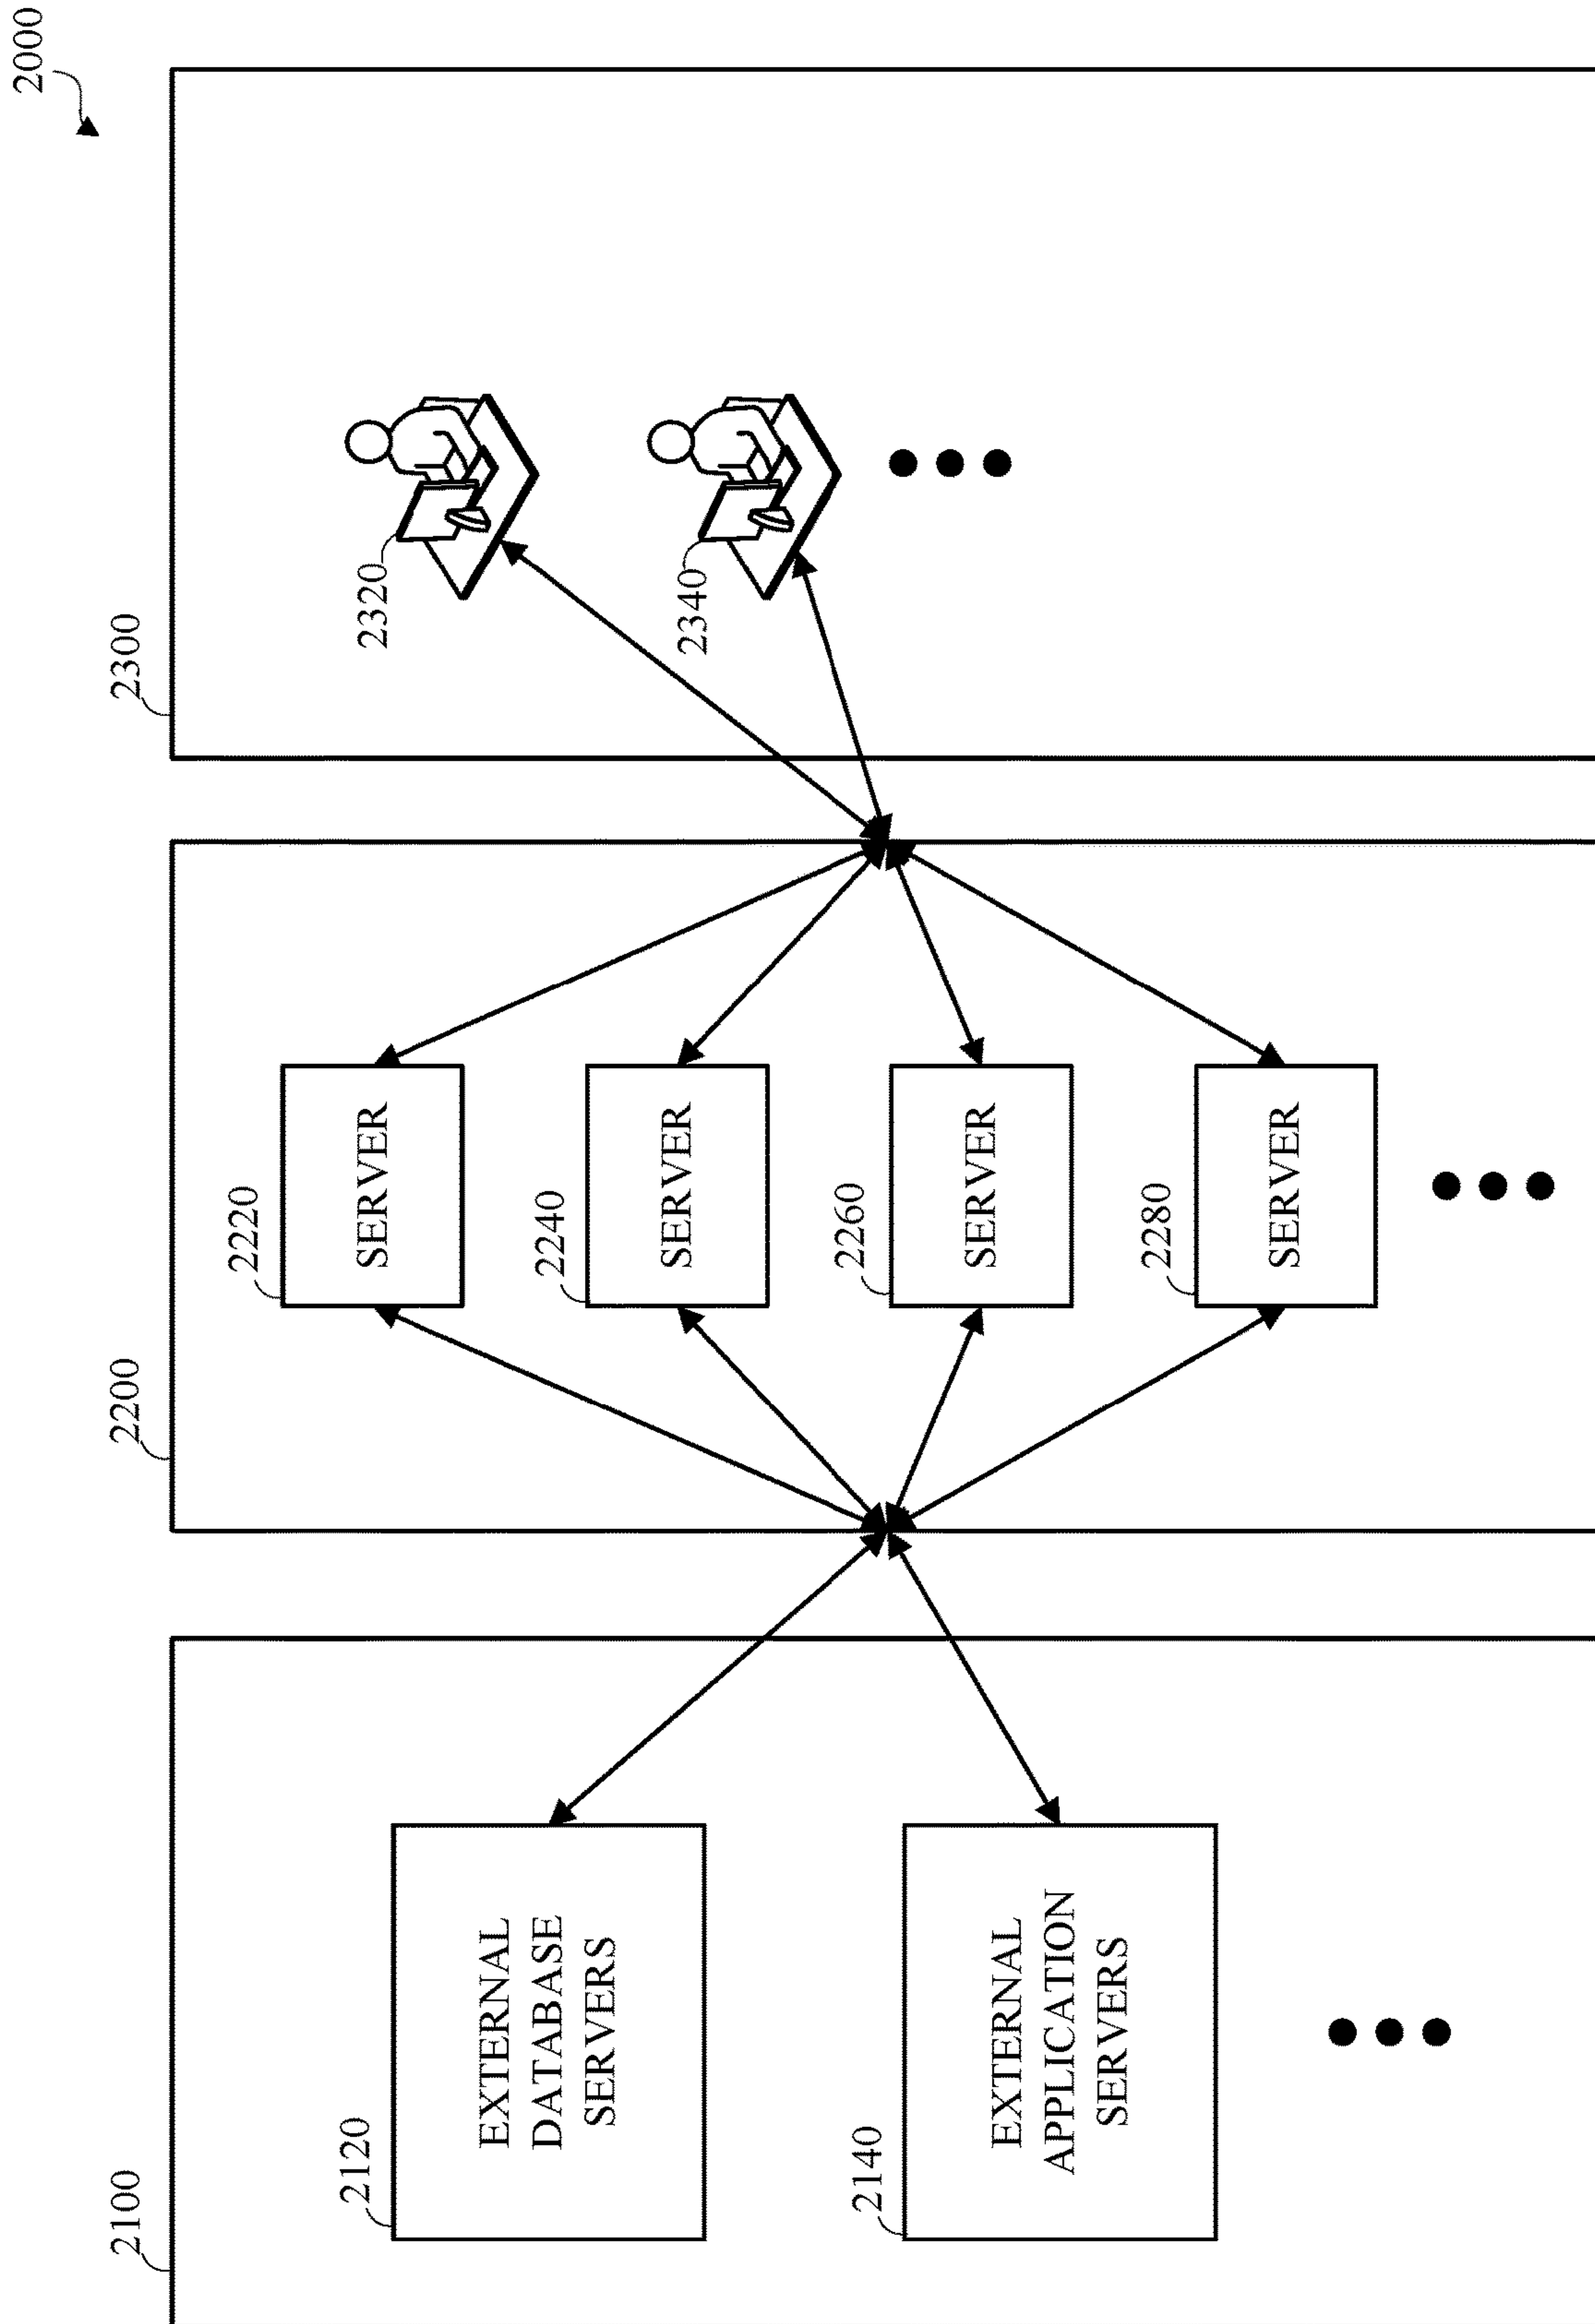 2000
2100
2200
2300
2120
EXTERNAL
DATABASE
SERVERS
2140
EXTERNAL
APPLICATION
SERVERS
2220
SERVER
2240
SERVER
2260
SERVER
2280
SERVER
2320
2340